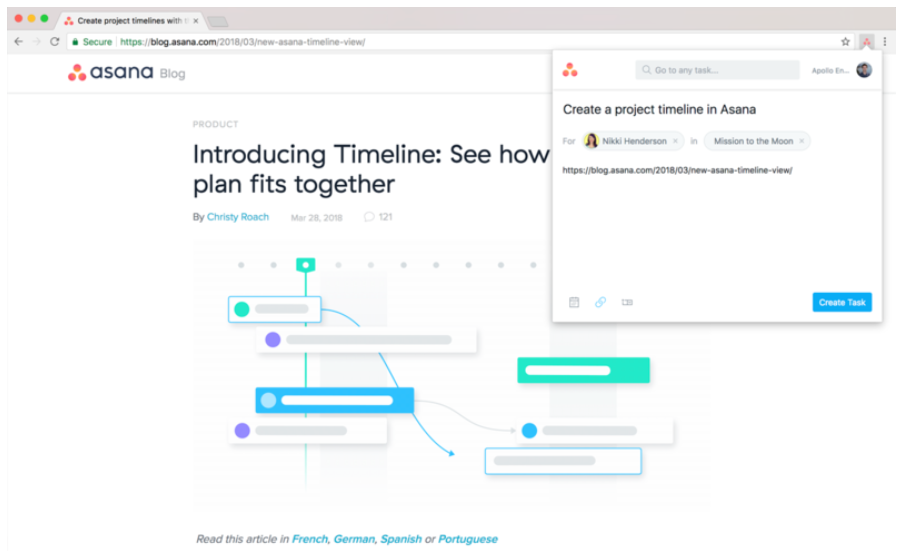 Create project timelines with t
Secure https://blog.asana.com/2018/03/new-asana-timeline-view/
asana Blog
Go to any task...
Apollo En...
Create a project timeline in Asana
For Nikki Henderson × in Mission to the Moon ×
https://blog.asana.com/2018/03/new-asana-timeline-view/
Create Task
PRODUCT
Introducing Timeline: See how
plan fits together
By Christy Roach Mar 28, 2018 121
Read this article in French, German, Spanish or Portuguese